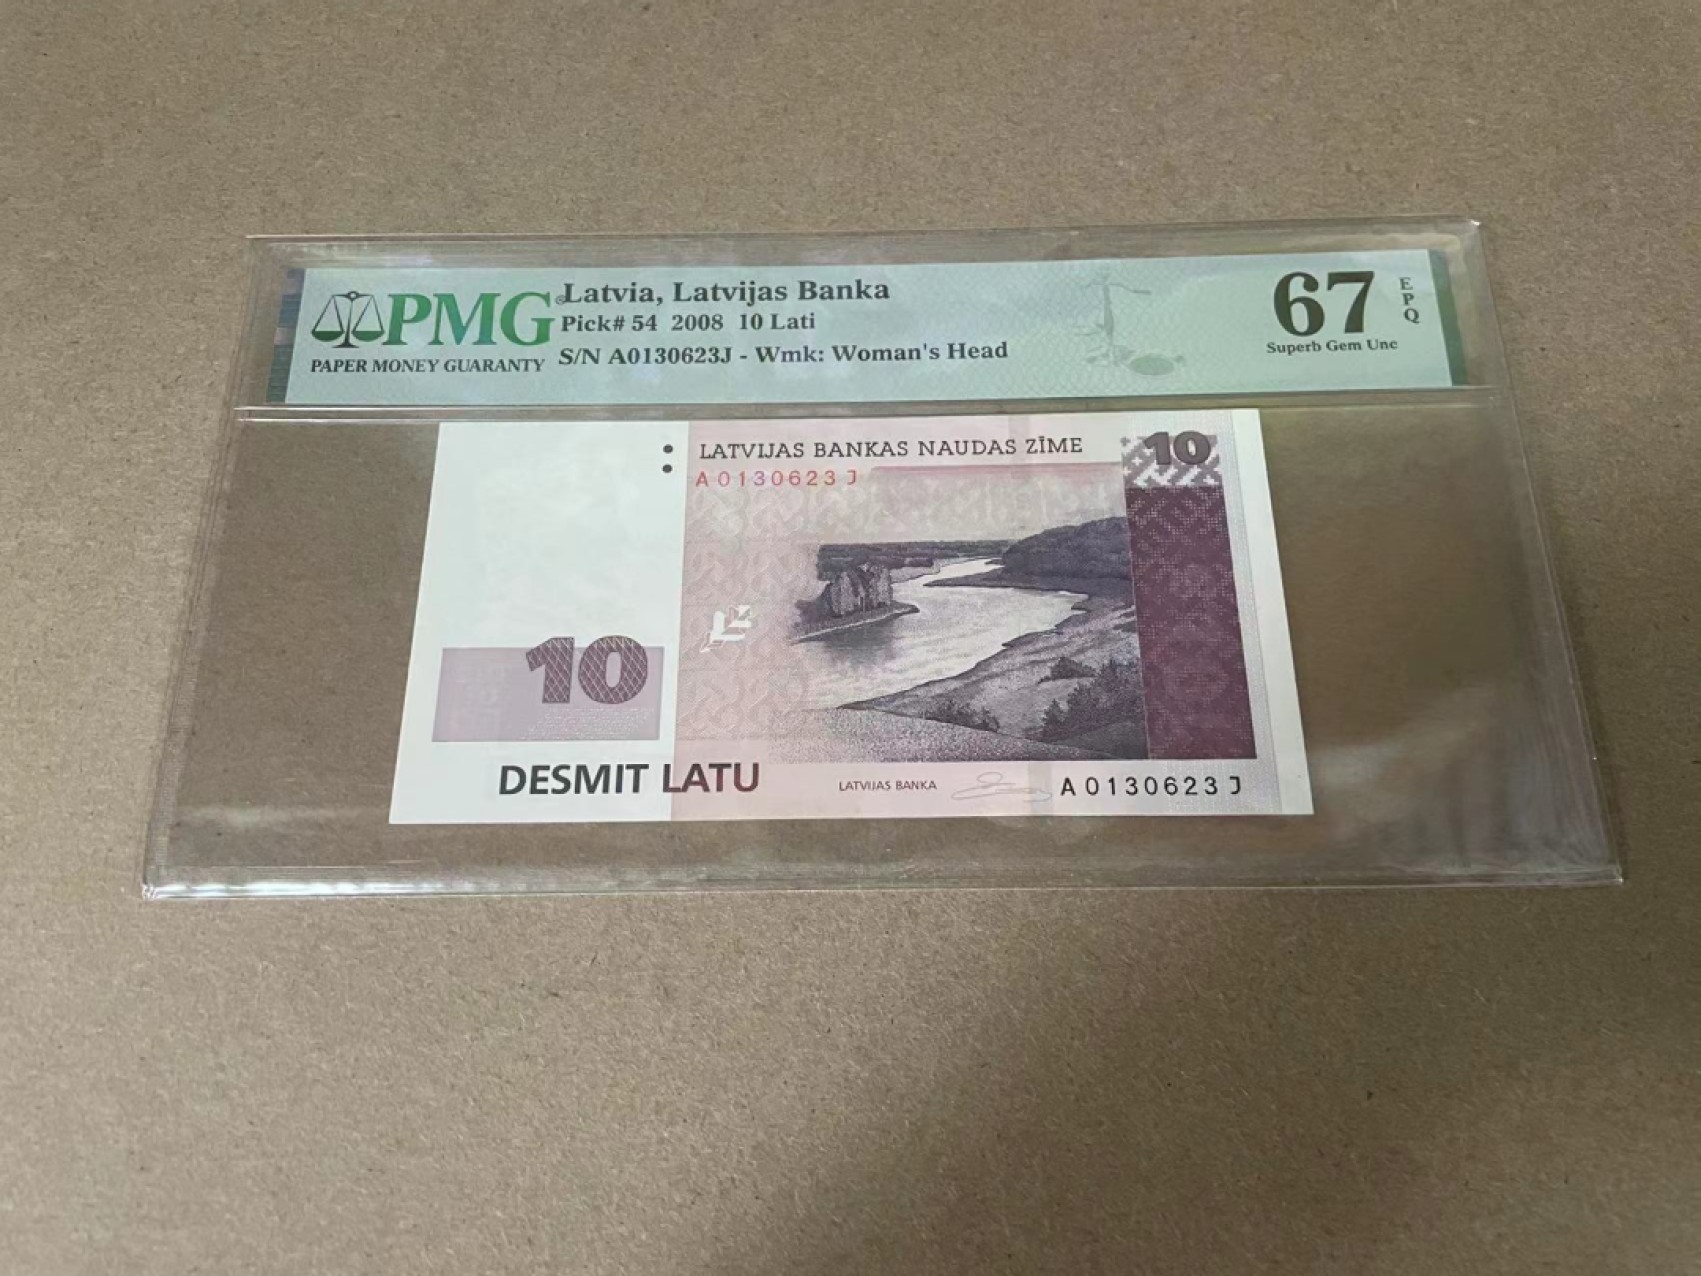 PMG
PAPER MONEY GUARANTY
Latvia, Latvijas Banka
Pick# 54 2008 10 Lati
S/N A0130623J - Wmk: Woman's Head
67
EPQ
Superb Gem Unc
LATVIJAS BANKAS NAUDAS ZĪME
A0130623J
10
10
DESMIT LATU
LATVIJAS BANKA
A0130623J